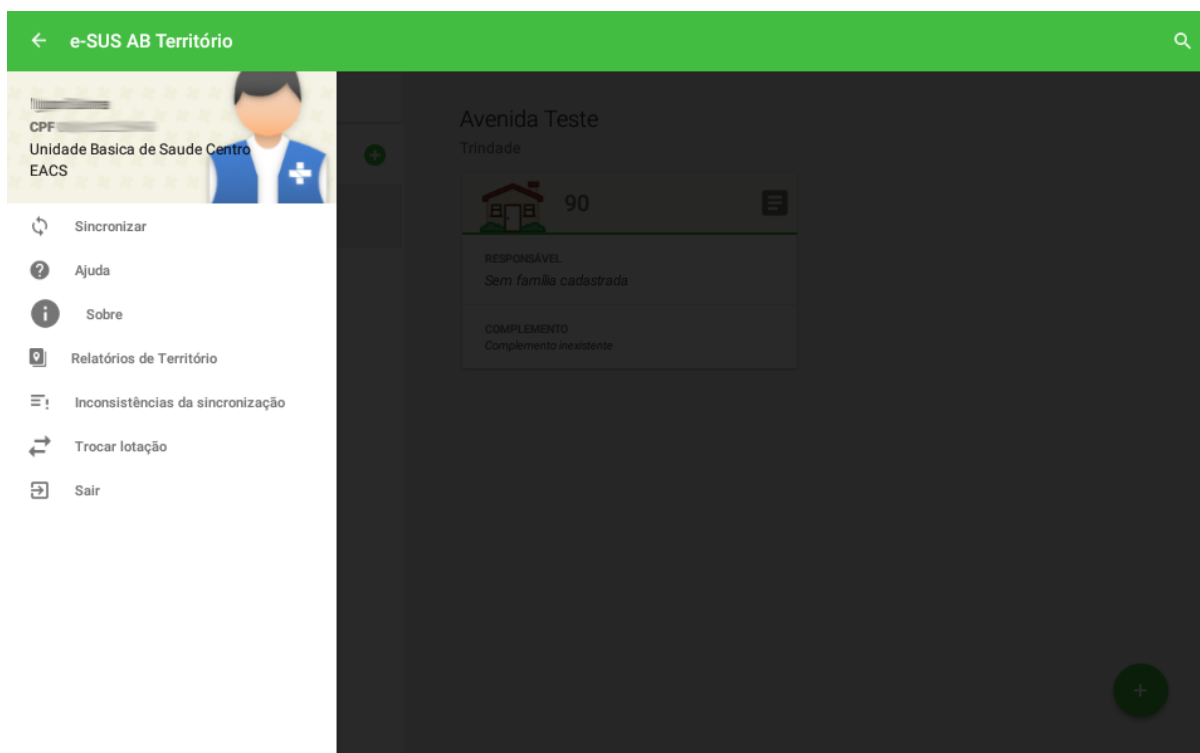 e-SUS AB Território
CPF
Unidade Basica de Saude Centro
EACS
Sincronizar
Ajuda
Sobre
Relatórios de Território
Inconsistências da sincronização
Trocar lotação
Sair
Avenida Teste
Trindade
90
RESPONSÁVEL
Sem família cadastrada
COMPLEMENTO
Complemento inexistente